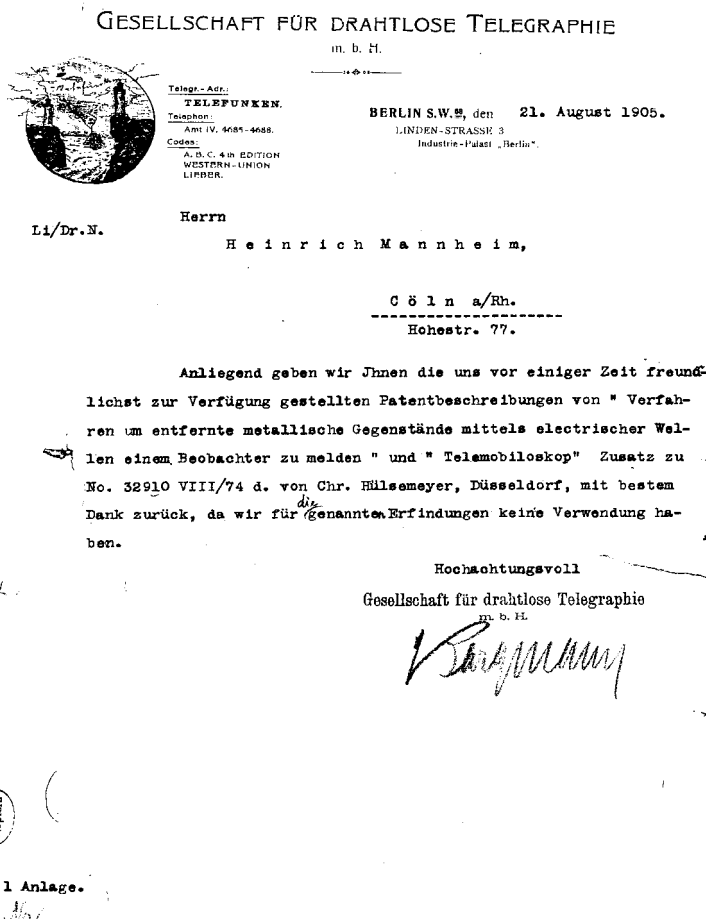 GESELLSCHAFT FÜR DRAHTLOSE TELEGRAPHIE
m. b. H.
Telegr.-Adr.:
TELEFUNKEN.
Telephon:
Amt IV, 4685-4688.
Codes:
A. B. C. 4th EDITION
WESTERN-UNION
LIEBER.
BERLIN S.W. 68, den 21. August 1905.
LINDEN-STRASSE 3
Industrie-Palast „Berlin".
Li/Dr.N.
Herrn
Heinrich Mannheim,
Cöln a/Rh.
Hohestr. 77.
Anliegend geben wir Jhnen die uns vor einiger Zeit freund-
lichst zur Verfügung gestellten Patentbeschreibungen von " Verfah-
ren um entfernte metallische Gegenstände mittels electrischer Wel-
len einem Beobachter zu melden " und " Telemobiloskop" Zusatz zu
No. 32910 VIII/74 d. von Chr. Hülsemeyer, Düsseldorf, mit bestem
Dank zurück, da wir für die genannten Erfindungen keine Verwendung ha-
ben.
Hochachtungsvoll
Gesellschaft für drahtlose Telegraphie
m. b. H.
1 Anlage.